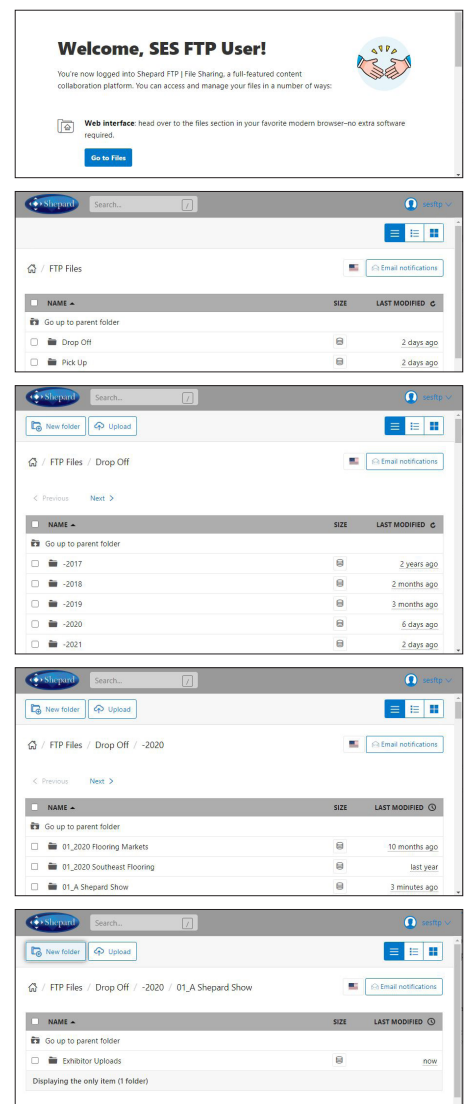 Welcome, SES FTP User!
You're now logged into Shepard FTP | File Sharing, a full-featured content
collaboration platform. You can access and manage your files in a number of ways:
Web interface: head over to the files section in your favorite modern browser–no extra software
required.
Go to Files
Shepard Search... / sesftp
/ FTP Files Email notifications
NAME SIZE LAST MODIFIED
Go up to parent folder
Drop Off 2 days ago
Pick Up 2 days ago
Shepard Search... / sesftp
New folder Upload
/ FTP Files / Drop Off Email notifications
< Previous Next >
NAME SIZE LAST MODIFIED
Go up to parent folder
-2017 2 years ago
-2018 2 months ago
-2019 3 months ago
-2020 6 days ago
-2021 2 days ago
Shepard Search... / sesftp
New folder Upload
/ FTP Files / Drop Off / -2020 Email notifications
< Previous Next >
NAME SIZE LAST MODIFIED
Go up to parent folder
01_2020 Flooring Markets 10 months ago
01_2020 Southeast Flooring last year
01_A Shepard Show 3 minutes ago
Shepard Search... / sesftp
New folder Upload
/ FTP Files / Drop Off / -2020 / 01_A Shepard Show Email notifications
NAME SIZE LAST MODIFIED
Go up to parent folder
Exhibitor Uploads now
Displaying the only item (1 folder)